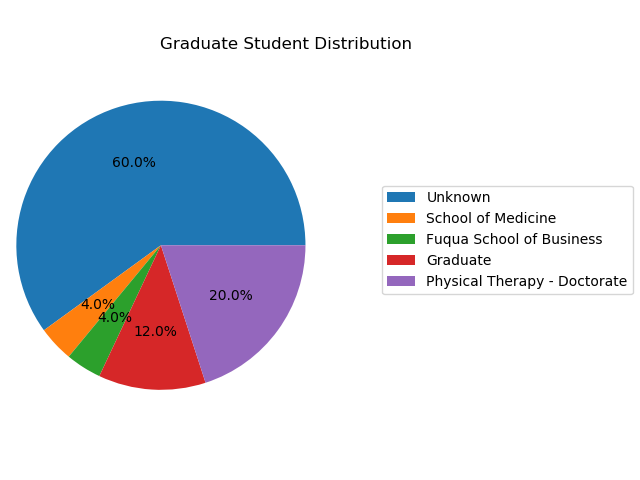 Graduate Student Distribution
60.0%
4.0%
4.0%
12.0%
20.0%
Unknown
School of Medicine
Fuqua School of Business
Graduate
Physical Therapy - Doctorate